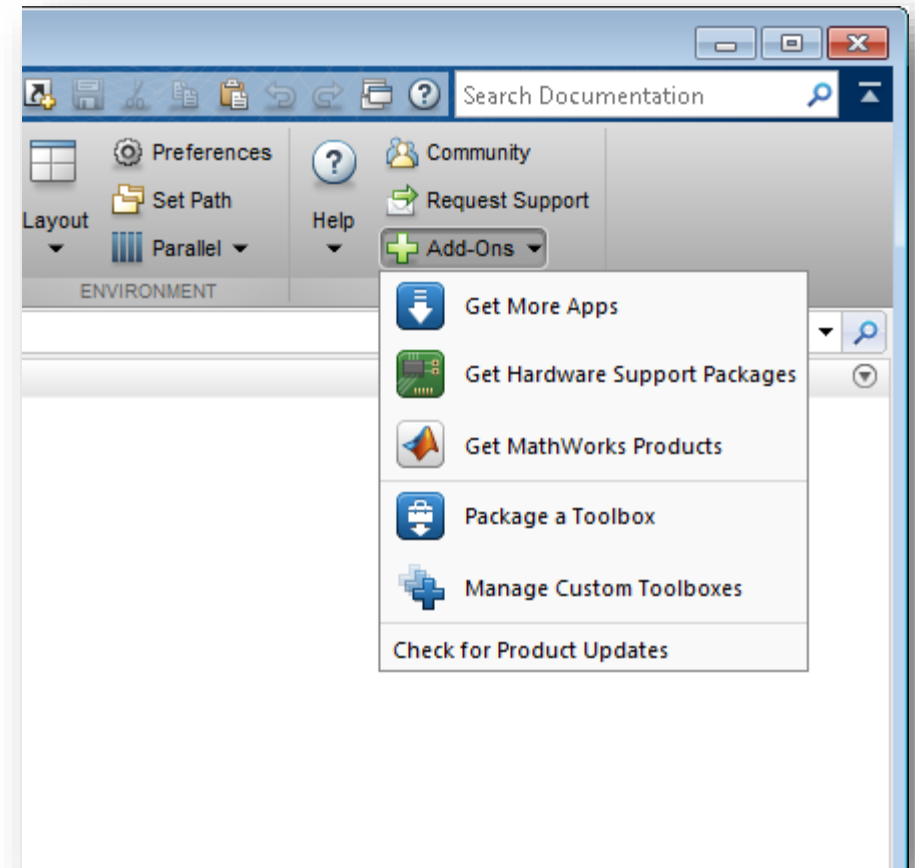 Search Documentation
Preferences
Community
Set Path
Request Support
Layout
Help
Parallel
Add-Ons
ENVIRONMENT
Get More Apps
Get Hardware Support Packages
Get MathWorks Products
Package a Toolbox
Manage Custom Toolboxes
Check for Product Updates